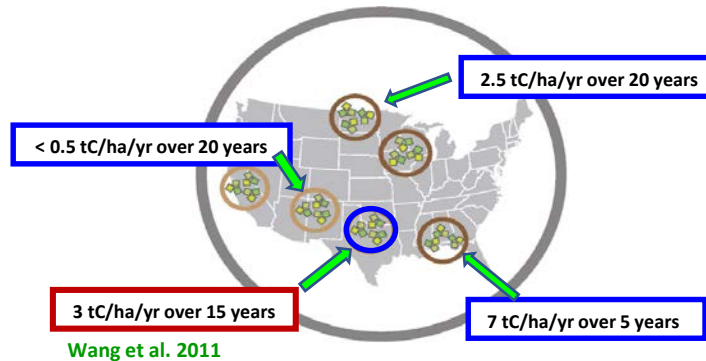 2.5 tC/ha/yr over 20 years
< 0.5 tC/ha/yr over 20 years
3 tC/ha/yr over 15 years
7 tC/ha/yr over 5 years
Wang et al. 2011